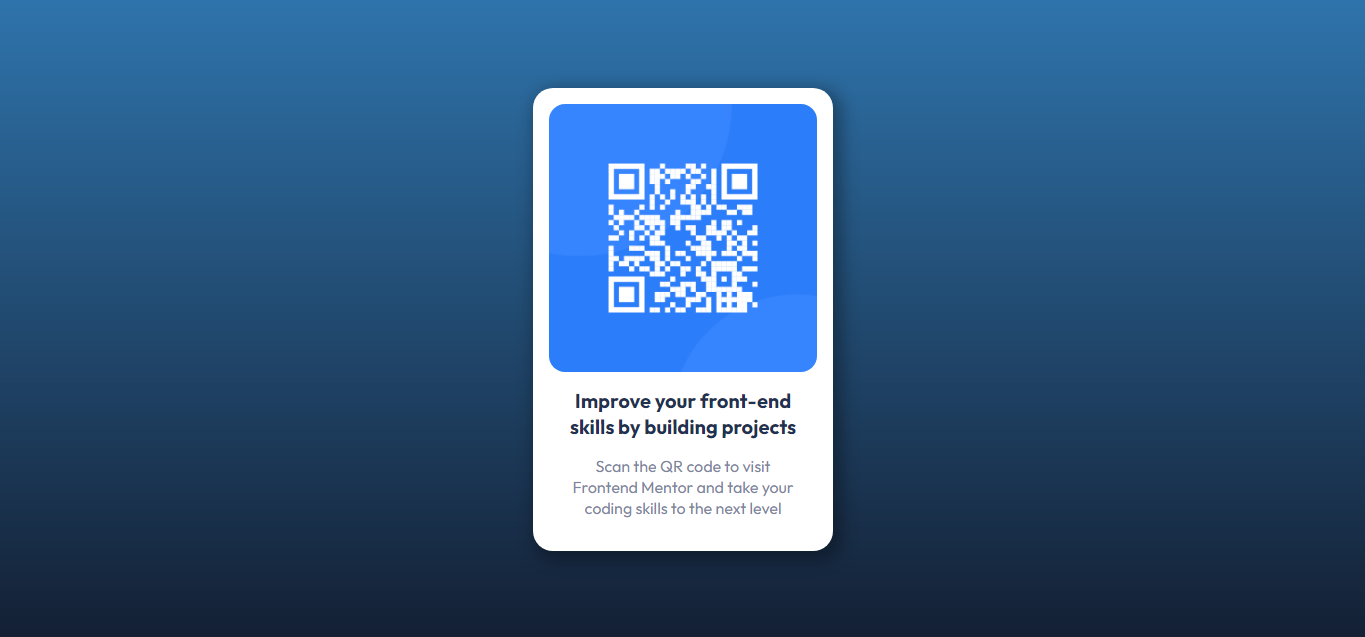 Improve your front-end
skills by building projects
Scan the QR code to visit
Frontend Mentor and take your
coding skills to the next level